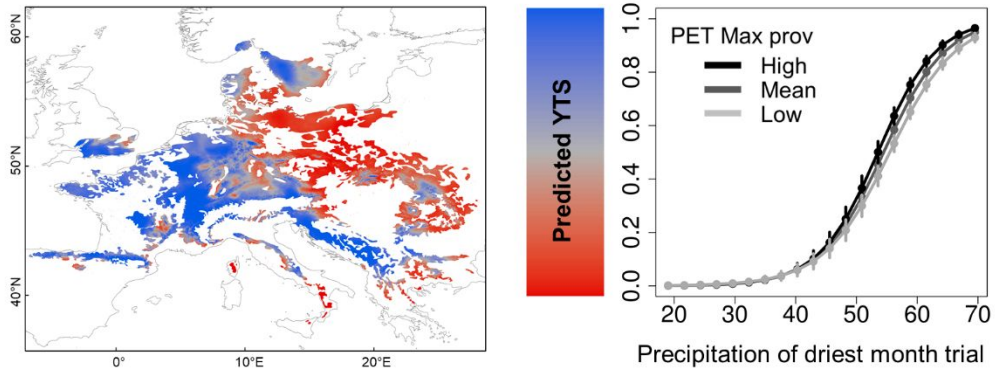 60°N
50°N
40°N
0°
10°E
20°E
Predicted YTS
1.0
0.8
0.6
0.4
0.2
0.0
PET Max prov
High
Mean
Low
20 30 40 50 60 70
Precipitation of driest month trial